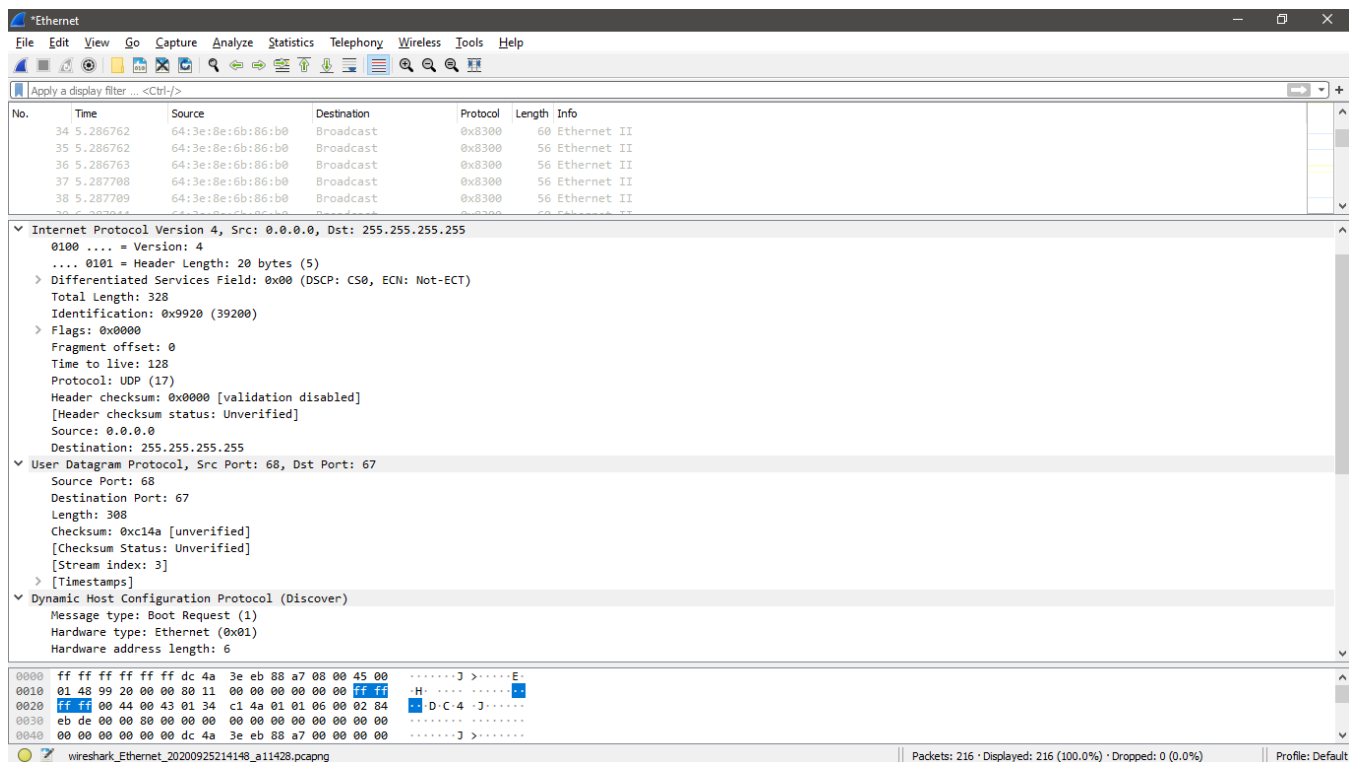 *Ethernet
File Edit View Go Capture Analyze Statistics Telephony Wireless Tools Help
Apply a display filter ... <Ctrl-/>
No. Time Source Destination Protocol Length Info
34 5.286762 64:3e:8e:6b:86:b0 Broadcast 0x8300 60 Ethernet II
35 5.286762 64:3e:8e:6b:86:b0 Broadcast 0x8300 56 Ethernet II
36 5.286763 64:3e:8e:6b:86:b0 Broadcast 0x8300 56 Ethernet II
37 5.287708 64:3e:8e:6b:86:b0 Broadcast 0x8300 56 Ethernet II
38 5.287709 64:3e:8e:6b:86:b0 Broadcast 0x8300 56 Ethernet II
Internet Protocol Version 4, Src: 0.0.0.0, Dst: 255.255.255.255
0100 .... = Version: 4
.... 0101 = Header Length: 20 bytes (5)
Differentiated Services Field: 0x00 (DSCP: CS0, ECN: Not-ECT)
Total Length: 328
Identification: 0x9920 (39200)
Flags: 0x0000
Fragment offset: 0
Time to live: 128
Protocol: UDP (17)
Header checksum: 0x0000 [validation disabled]
[Header checksum status: Unverified]
Source: 0.0.0.0
Destination: 255.255.255.255
User Datagram Protocol, Src Port: 68, Dst Port: 67
Source Port: 68
Destination Port: 67
Length: 308
Checksum: 0xc14a [unverified]
[Checksum Status: Unverified]
[Stream index: 3]
[Timestamps]
Dynamic Host Configuration Protocol (Discover)
Message type: Boot Request (1)
Hardware type: Ethernet (0x01)
Hardware address length: 6
0000 ff ff ff ff ff ff dc 4a 3e eb 88 a7 08 00 45 00 ·······J >·····E·
0010 01 48 99 20 00 00 80 11 00 00 00 00 00 00 ff ff ·H· ···· ········
0020 ff ff 00 44 00 43 01 34 c1 4a 01 01 06 00 02 84 ···D·C·4 ·J······
0030 eb de 00 00 80 00 00 00 00 00 00 00 00 00 00 00 ········ ········
0040 00 00 00 00 00 00 dc 4a 3e eb 88 a7 00 00 00 00 ·······J >·······
wireshark_Ethernet_20200925214148_a11428.pcapng Packets: 216 · Displayed: 216 (100.0%) · Dropped: 0 (0.0%) Profile: Default